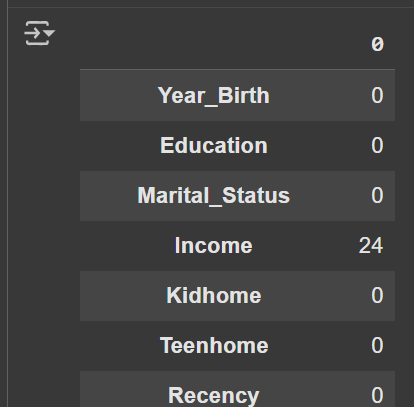 0
Year_Birth 0
Education 0
Marital_Status 0
Income 24
Kidhome 0
Teenhome 0
Recency 0